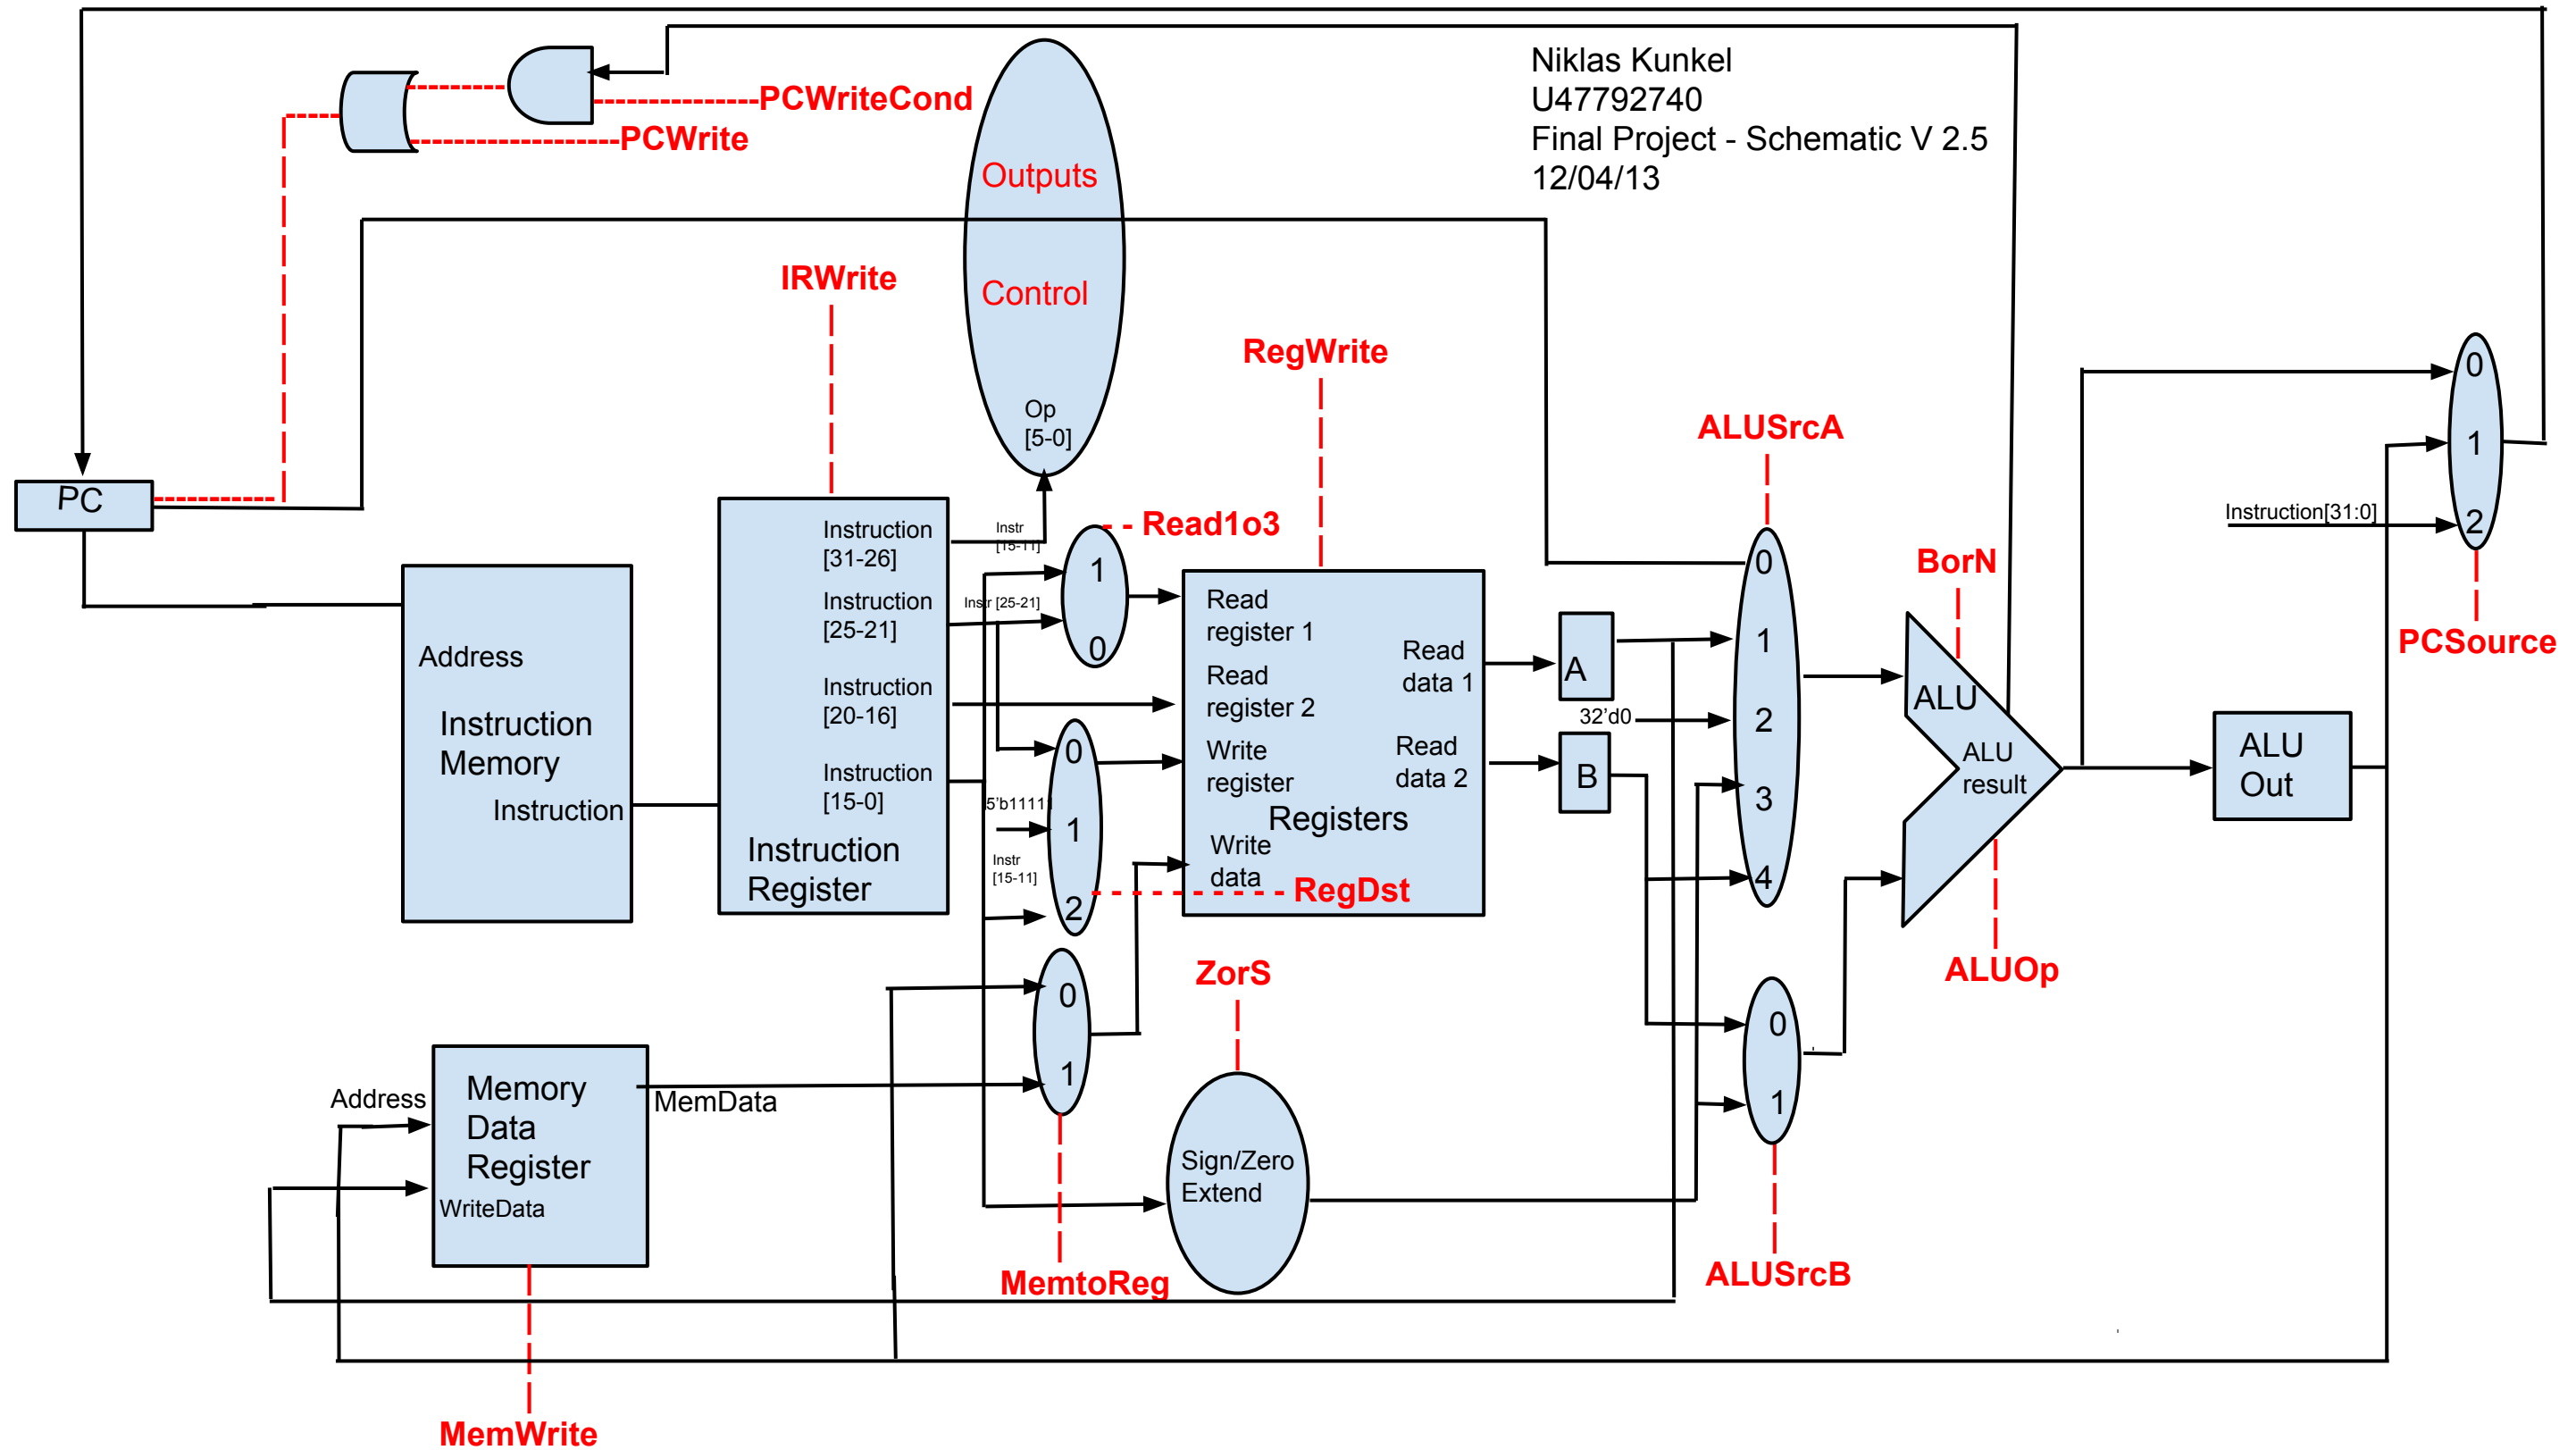 Niklas Kunkel
U47792740
Final Project - Schematic V 2.5
12/04/13
PCWriteCond
PCWrite
Outputs
Control
Op
[5-0]
IRWrite
RegWrite
ALUSrcA
BorN
PCSource
0
1
2
Instruction[31:0]
PC
Address
Instruction
Memory
Instruction
Instruction
[31-26]
Instruction
[25-21]
Instruction
[20-16]
Instruction
[15-0]
Instruction
Register
Instr
[15-11]
Instr [25-21]
Read1o3
1
0
0
5'b11111
1
Instr
[15-11]
2
RegDst
Read
register 1
Read
register 2
Write
register
Registers
Write
data
Read
data 1
Read
data 2
A
32'd0
B
0
1
2
3
4
ALU
ALU
result
ALUOp
ALU
Out
0
1
MemtoReg
ZorS
Sign/Zero
Extend
0
1
ALUSrcB
Address
Memory
Data
Register
WriteData
MemData
MemWrite